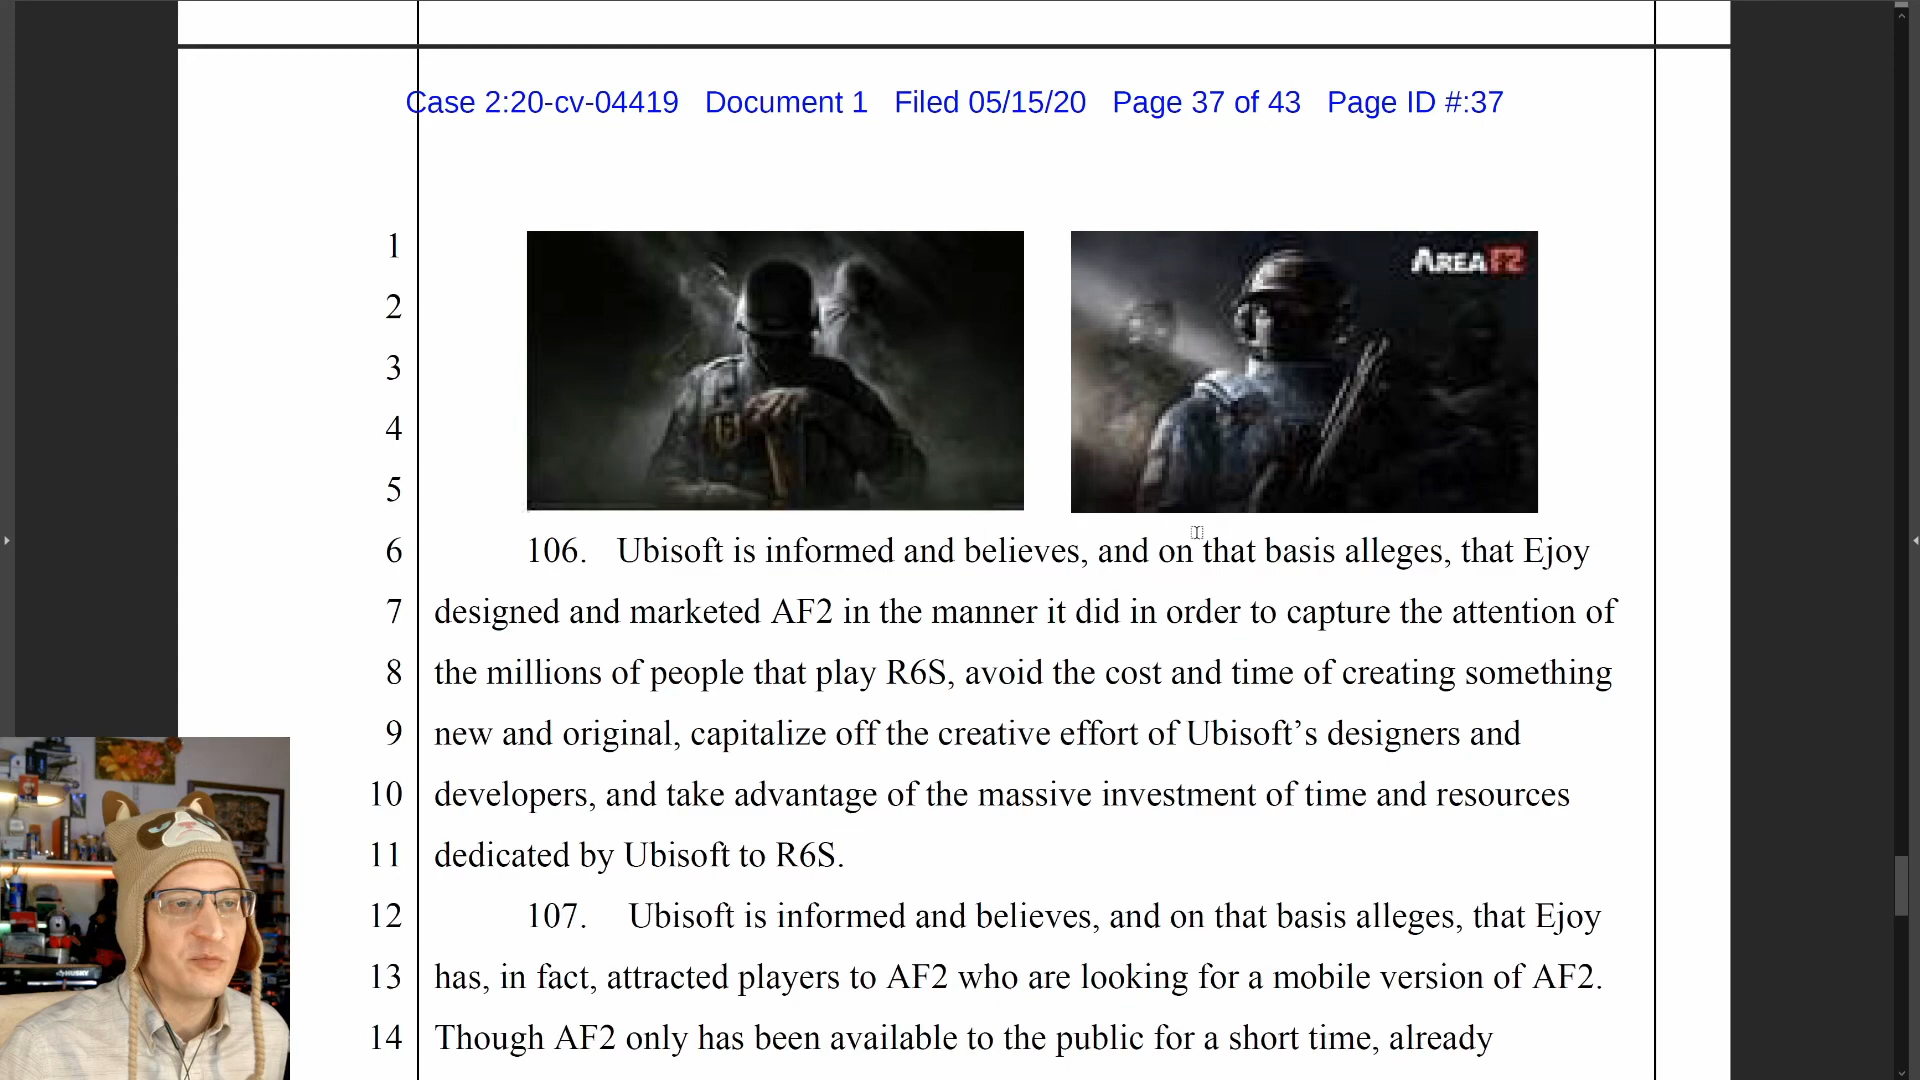 Case 2:20-cv-04419 Document 1 Filed 05/15/20 Page 37 of 43 Page ID #:37
AREA F2
1
2
3
4
5
6 106. Ubisoft is informed and believes, and on that basis alleges, that Ejoy
7 designed and marketed AF2 in the manner it did in order to capture the attention of
8 the millions of people that play R6S, avoid the cost and time of creating something
9 new and original, capitalize off the creative effort of Ubisoft’s designers and
10 developers, and take advantage of the massive investment of time and resources
11 dedicated by Ubisoft to R6S.
12 107. Ubisoft is informed and believes, and on that basis alleges, that Ejoy
13 has, in fact, attracted players to AF2 who are looking for a mobile version of AF2.
14 Though AF2 only has been available to the public for a short time, already
HUSKY